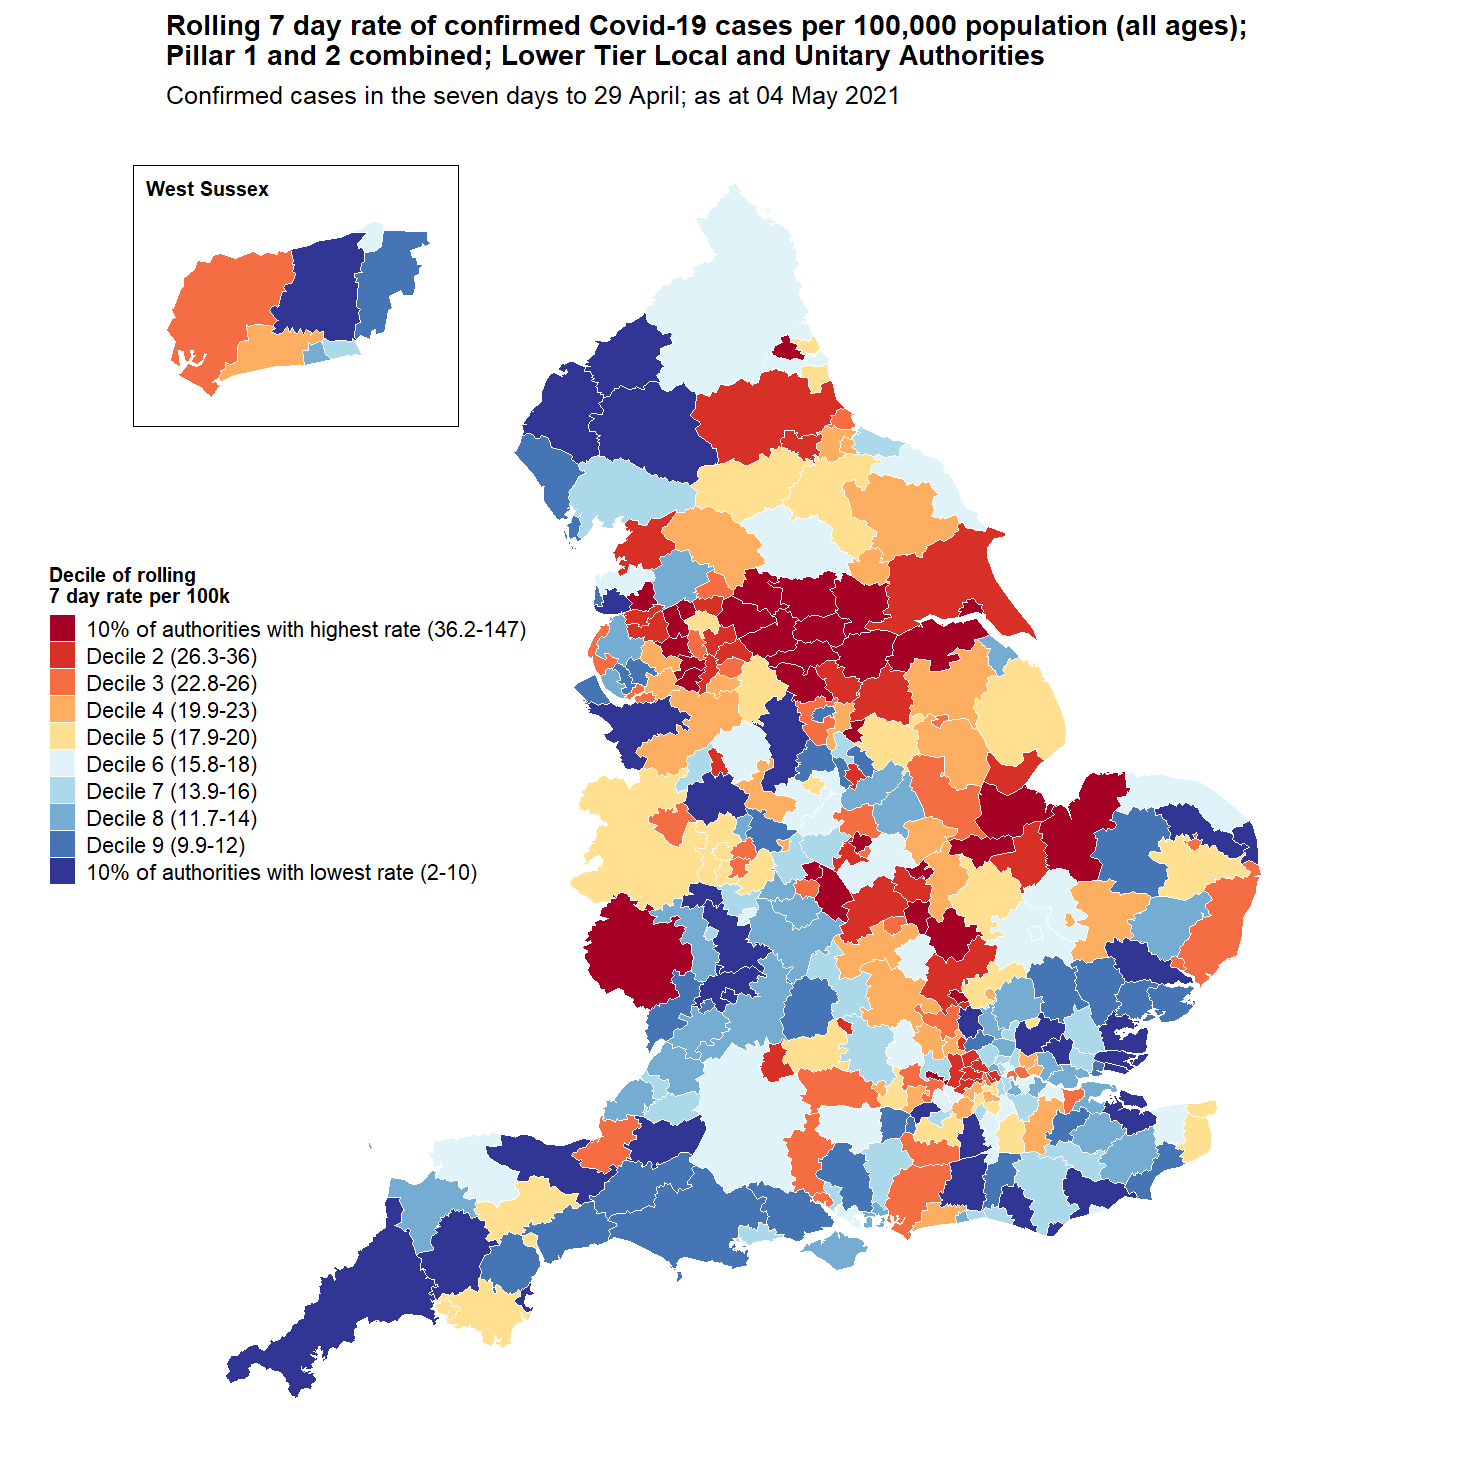 Rolling 7 day rate of confirmed Covid-19 cases per 100,000 population (all ages);
Pillar 1 and 2 combined; Lower Tier Local and Unitary Authorities
Confirmed cases in the seven days to 29 April; as at 04 May 2021
West Sussex
Decile of rolling
7 day rate per 100k
10% of authorities with highest rate (36.2-147)
Decile 2 (26.3-36)
Decile 3 (22.8-26)
Decile 4 (19.9-23)
Decile 5 (17.9-20)
Decile 6 (15.8-18)
Decile 7 (13.9-16)
Decile 8 (11.7-14)
Decile 9 (9.9-12)
10% of authorities with lowest rate (2-10)